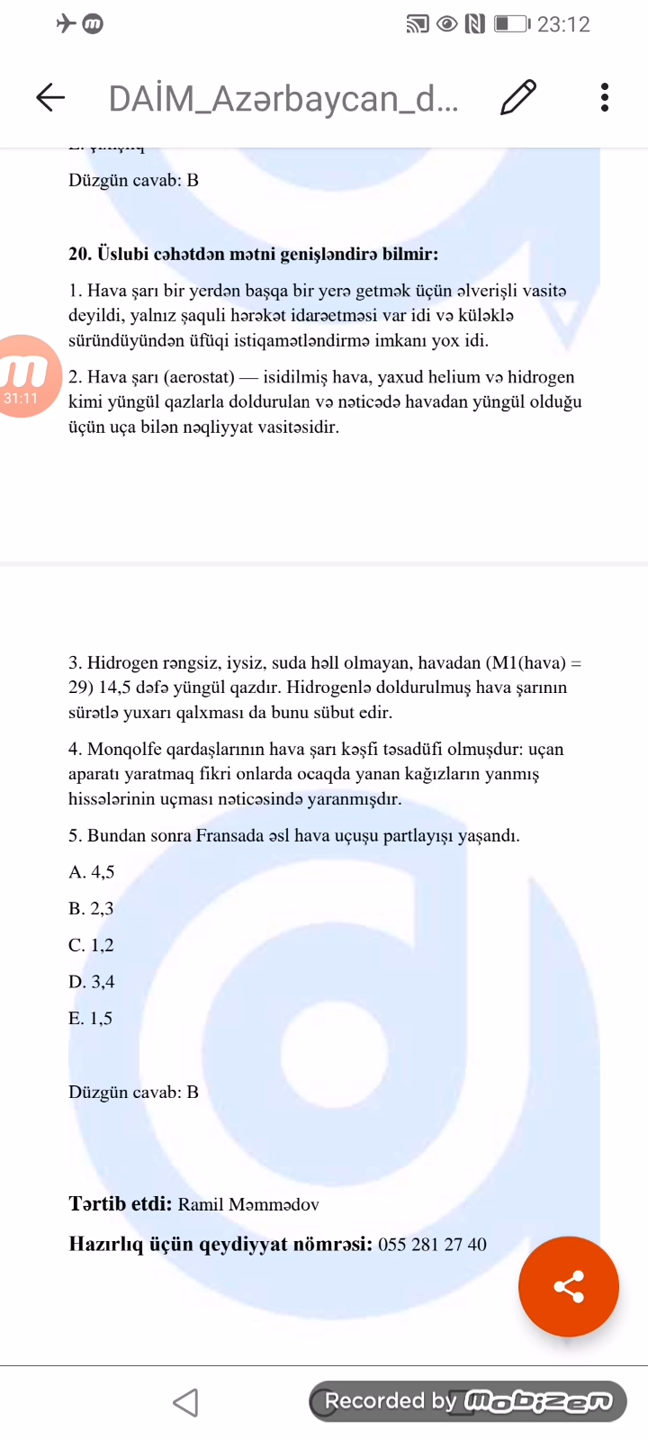 23:12
DAİM_Azərbaycan_d...
Düzgün cavab: B
20. Üslubi cəhətdən mətni genişləndirə bilmir:
1. Hava şarı bir yerdən başqa bir yerə getmək üçün əlverişli vasitə
deyildi, yalnız şaquli hərəkət idarəetməsi var idi və küləklə
süründüyündən üfüqi istiqamətləndirmə imkanı yox idi.
m
31:11
2. Hava şarı (aerostat) — isidilmiş hava, yaxud helium və hidrogen
kimi yüngül qazlarla doldurulan və nəticədə havadan yüngül olduğu
üçün uça bilən nəqliyyat vasitəsidir.
3. Hidrogen rəngsiz, iysiz, suda həll olmayan, havadan (M1(hava) =
29) 14,5 dəfə yüngül qazdır. Hidrogenlə doldurulmuş hava şarının
sürətlə yuxarı qalxması da bunu sübut edir.
4. Monqolfe qardaşlarının hava şarı kəşfi təsadüfi olmuşdur: uçan
aparatı yaratmaq fikri onlarda ocaqda yanan kağızların yanmış
hissələrinin uçması nəticəsində yaranmışdır.
5. Bundan sonra Fransada əsl hava uçuşu partlayışı yaşandı.
A. 4,5
B. 2,3
C. 1,2
D. 3,4
E. 1,5
Düzgün cavab: B
Tərtib etdi: Ramil Məmmədov
Hazırlıq üçün qeydiyyat nömrəsi: 055 281 27 40
Recorded by mobizen